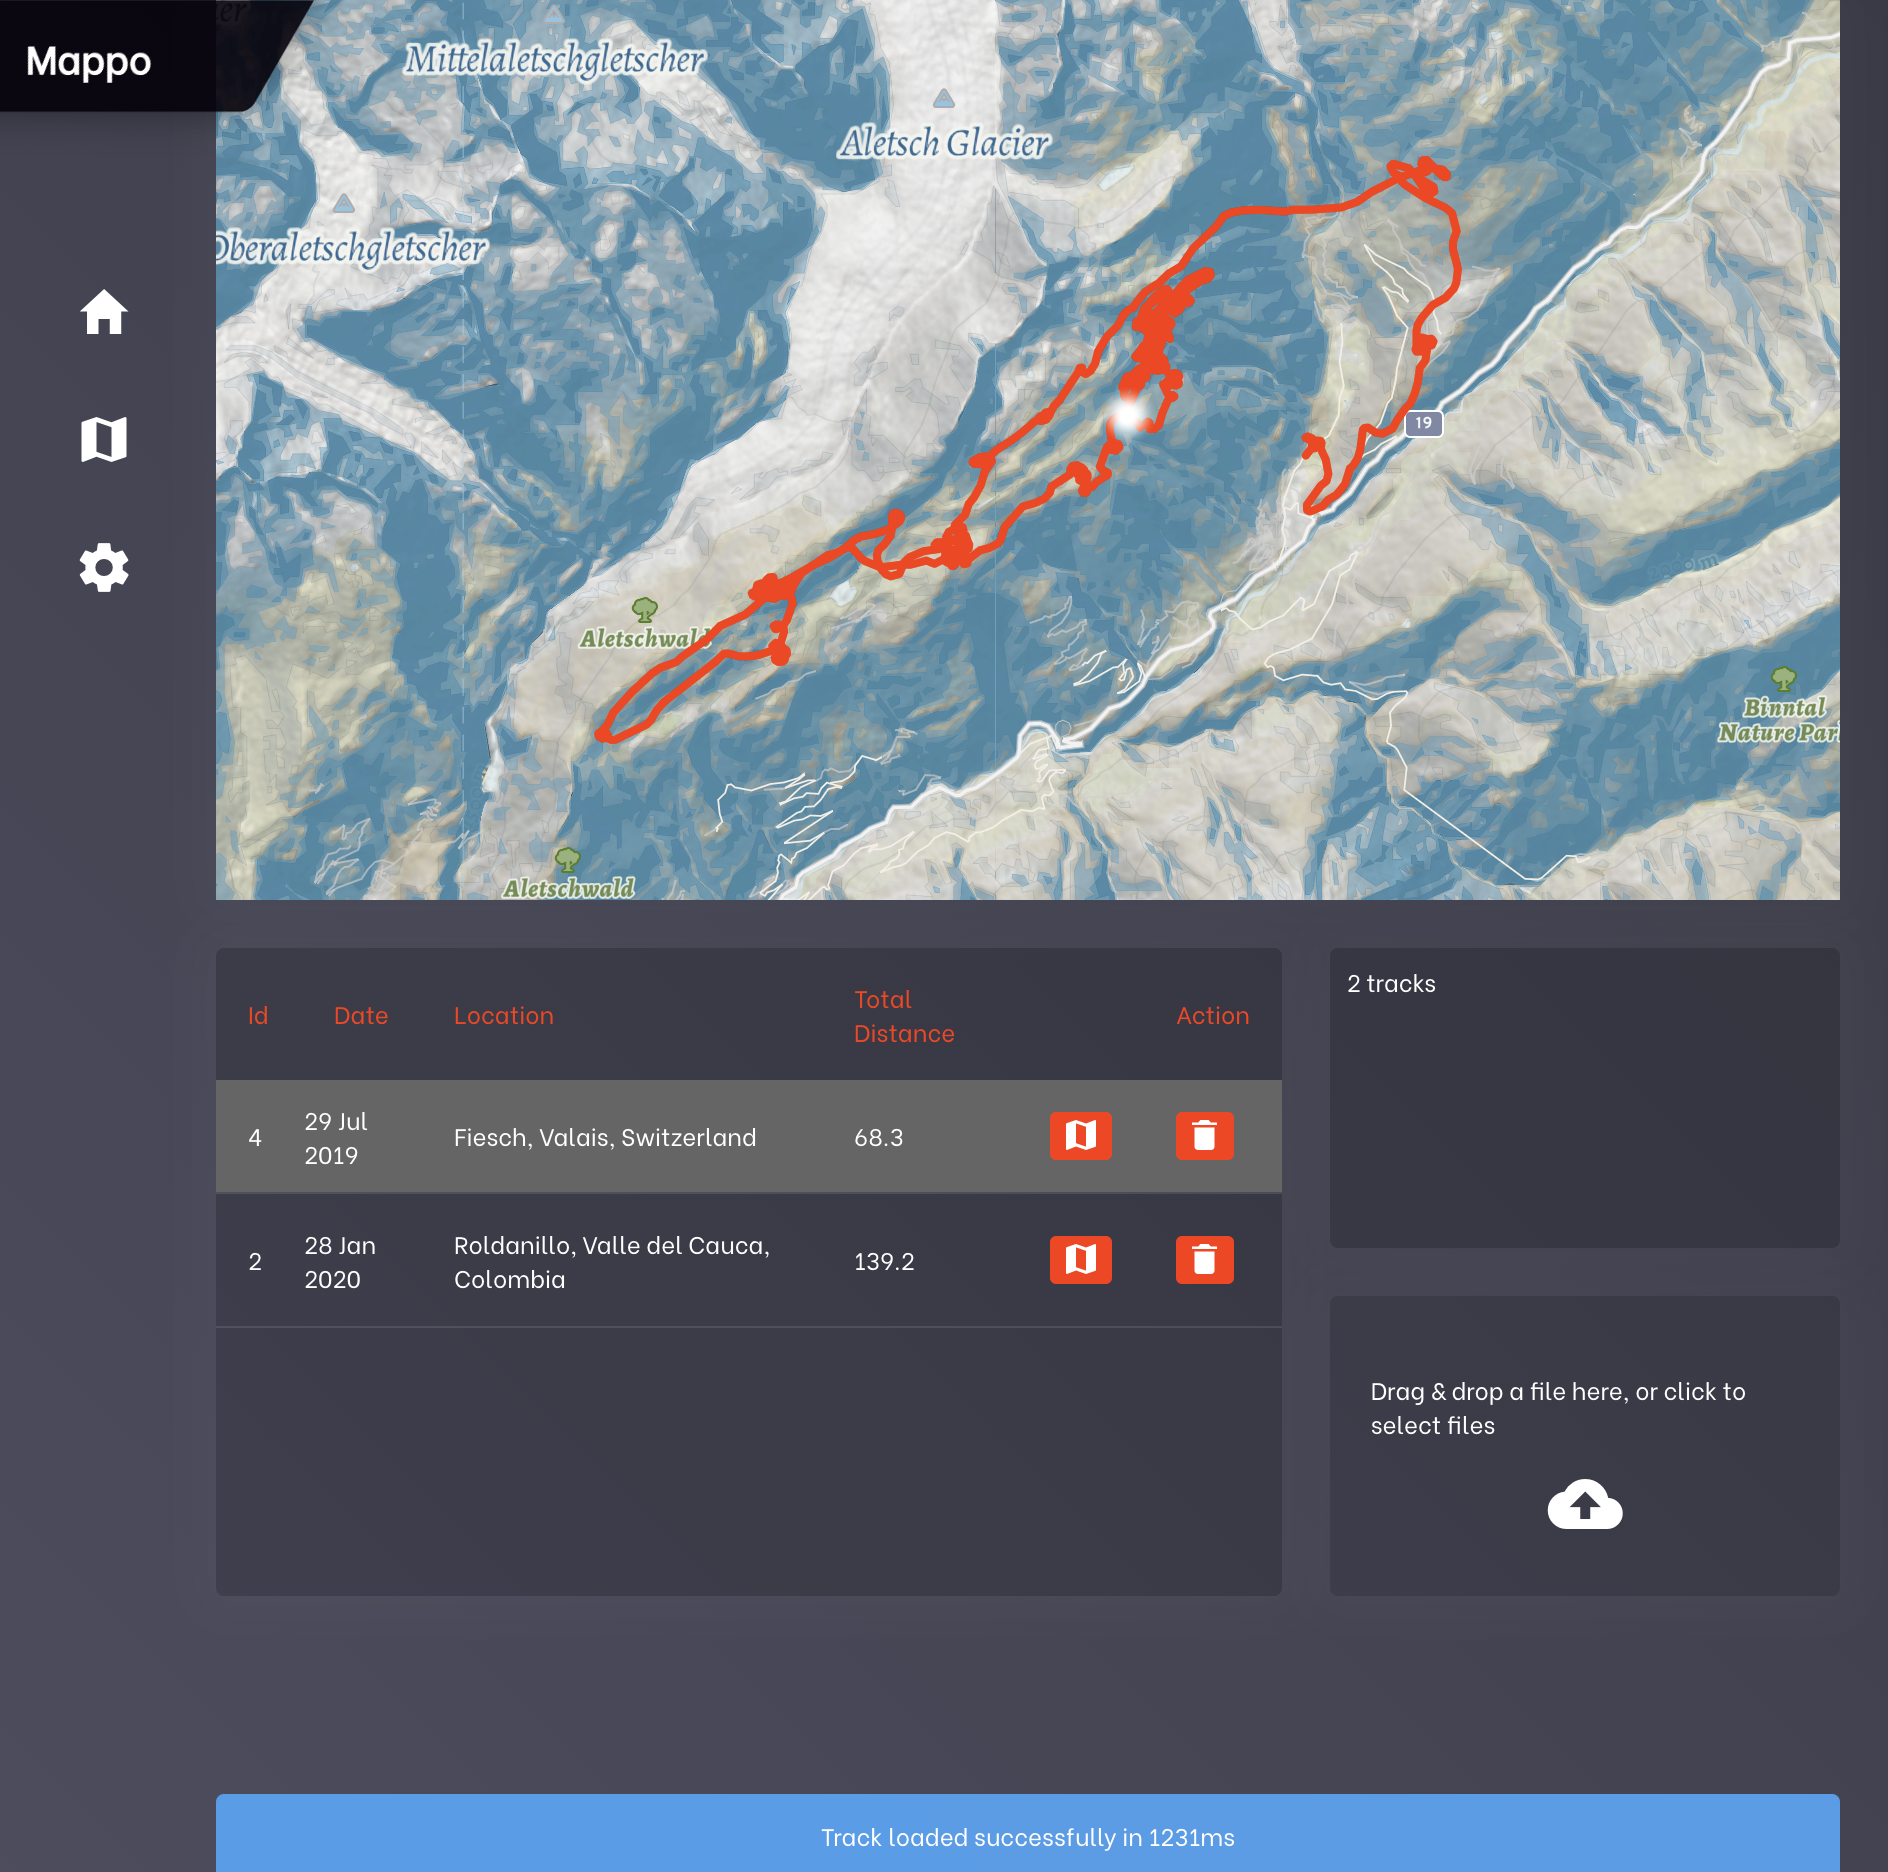 er
Mappo
Mittelaletschgletscher
Aletsch Glacier
Oberaletschgletscher
19
Aletschwald
Binntal
Nature Par
Aletschwald
Id Date Location Total Distance Action
4 29 Jul 2019 Fiesch, Valais, Switzerland 68.3
2 28 Jan 2020 Roldanillo, Valle del Cauca, Colombia 139.2
2 tracks
Drag & drop a file here, or click to
select files
Track loaded successfully in 1231ms